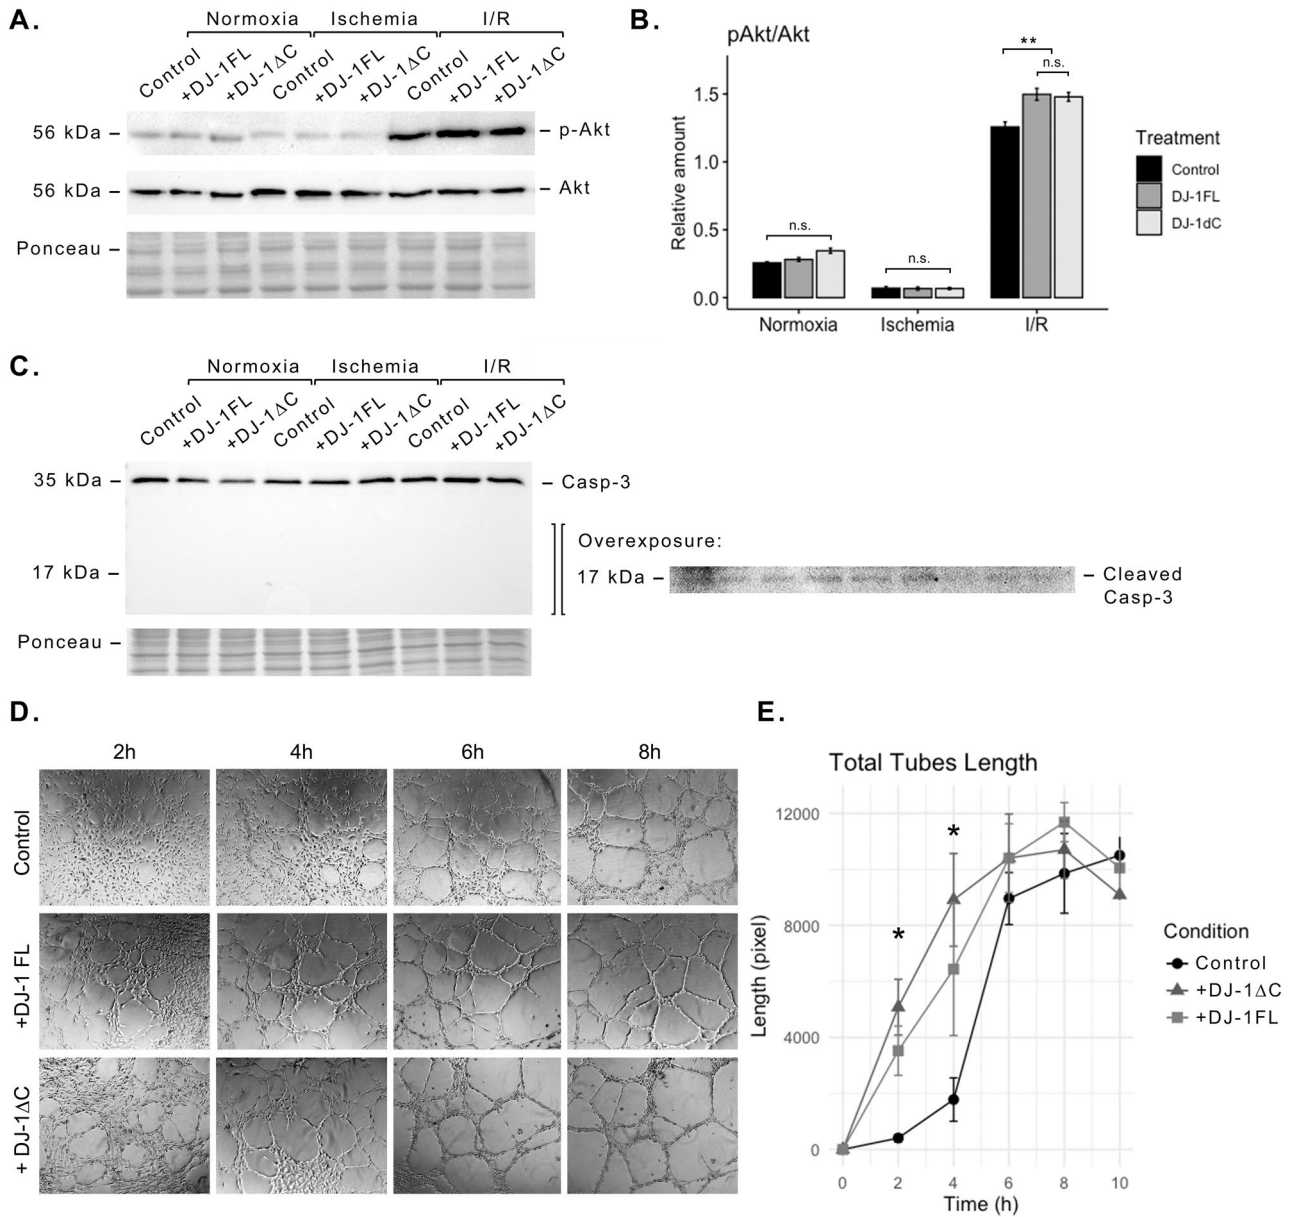 A.
Normoxia Ischemia I/R
Control +DJ-1FL +DJ-1ΔC Control +DJ-1FL +DJ-1ΔC Control +DJ-1FL +DJ-1ΔC
56 kDa – – p-Akt
56 kDa – – Akt
Ponceau –
B.
pAkt/Akt
Relative amount
1.5
1.0
0.5
0.0
n.s.
n.s.
**
n.s.
Normoxia Ischemia I/R
Treatment
Control
DJ-1FL
DJ-1dC
C.
Normoxia Ischemia I/R
Control +DJ-1FL +DJ-1ΔC Control +DJ-1FL +DJ-1ΔC Control +DJ-1FL +DJ-1ΔC
35 kDa – – Casp-3
17 kDa –
Overexposure:
17 kDa – – Cleaved
Casp-3
Ponceau –
D.
2h 4h 6h 8h
Control
+DJ-1 FL
+ DJ-1ΔC
E.
Total Tubes Length
Length (pixel)
12000
8000
4000
0
*
*
0 2 4 6 8 10
Time (h)
Condition
Control
+DJ-1ΔC
+DJ-1FL